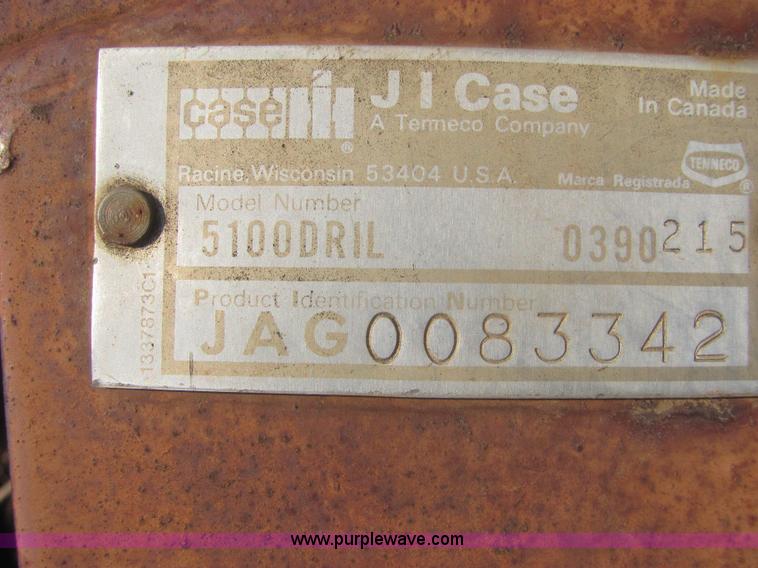 case IH ® J I Case Made
A Tenneco Company In Canada
TENNECO
Racine, Wisconsin 53404 U.S.A. Marca Registrada ®
Model Number
5100DRIL 0390215
Product Identification Number
JAG0083342
1337873C1
www.purplewave.com